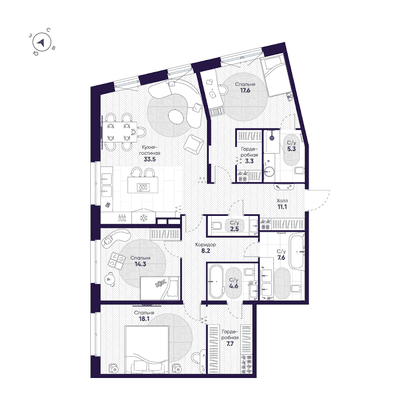 С
Спальня
17.6
С/у
5.3
Кухня-
гостиная
33.5
Гарде-
робная
3.3
Холл
11.1
С/у
2.5
Коридор
8.2
С/у
7.6
Спальня
14.3
С/у
4.6
Спальня
18.1
Гарде-
робная
7.7